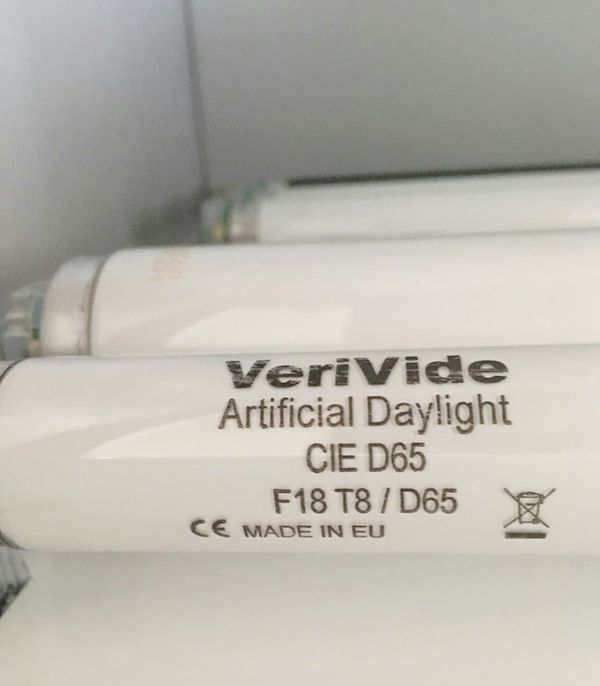 VeriVide
Artificial Daylight
CIE D65
F18 T8 / D65
CE MADE IN EU